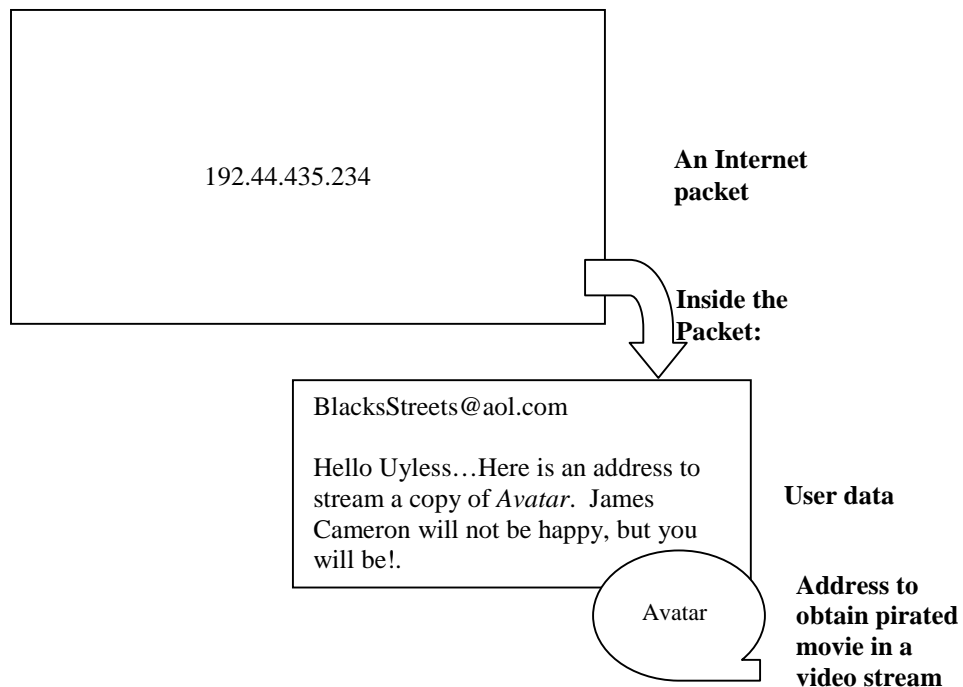 192.44.435.234
An Internet
packet
Inside the
Packet:
BlacksStreets@aol.com
Hello Uyless…Here is an address to
stream a copy of Avatar.  James
Cameron will not be happy, but you
will be!.
User data
Avatar
Address to
obtain pirated
movie in a
video stream